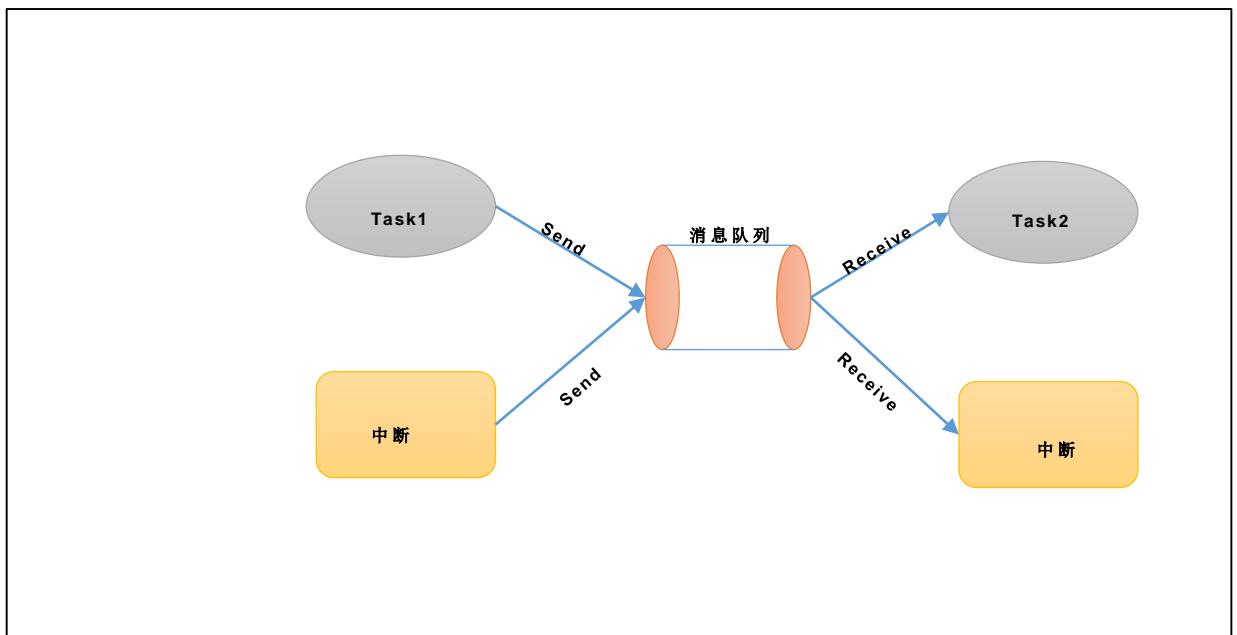 Task1
Send
消息队列
Receive
Task2
Send
Receive
中断
中断